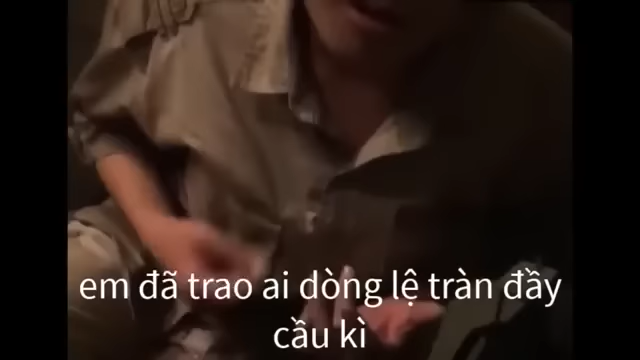 em đã trao ai dòng lệ tràn đầy
cầu kì